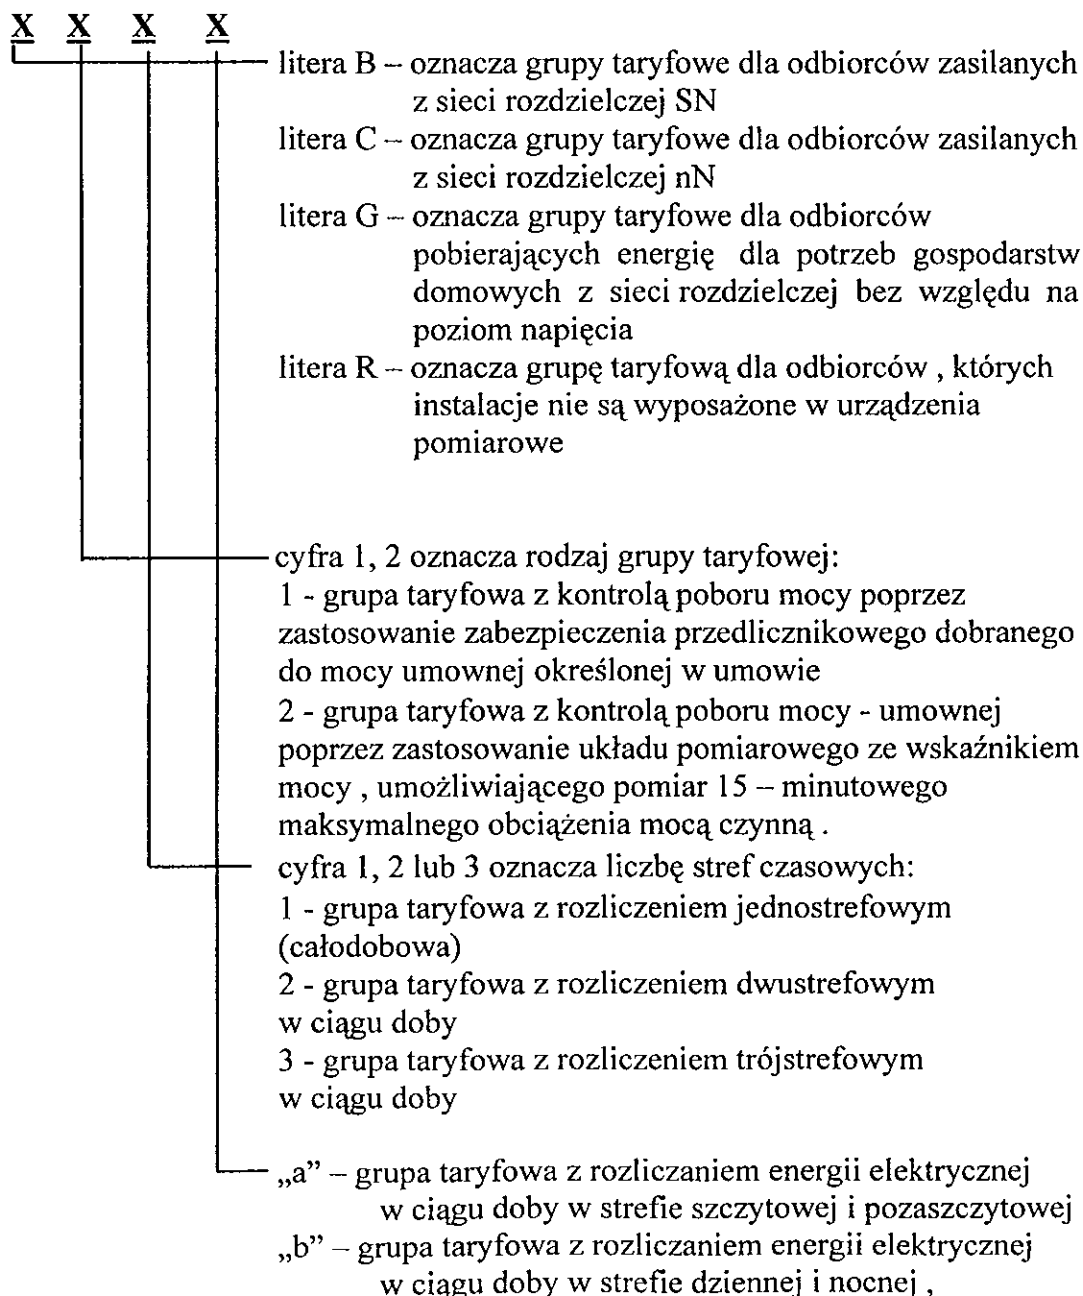 X X X X
litera B – oznacza grupy taryfowe dla odbiorców zasilanych
z sieci rozdzielczej SN
litera C – oznacza grupy taryfowe dla odbiorców zasilanych
z sieci rozdzielczej nN
litera G – oznacza grupy taryfowe dla odbiorców
pobierających energię dla potrzeb gospodarstw
domowych z sieci rozdzielczej bez względu na
poziom napięcia
litera R – oznacza grupę taryfową dla odbiorców , których
instalacje nie są wyposażone w urządzenia
pomiarowe
cyfra 1, 2 oznacza rodzaj grupy taryfowej:
1 - grupa taryfowa z kontrolą poboru mocy poprzez
zastosowanie zabezpieczenia przedlicznikowego dobranego
do mocy umownej określonej w umowie
2 - grupa taryfowa z kontrolą poboru mocy - umownej
poprzez zastosowanie układu pomiarowego ze wskaźnikiem
mocy , umożliwiającego pomiar 15 – minutowego
maksymalnego obciążenia mocą czynną .
cyfra 1, 2 lub 3 oznacza liczbę stref czasowych:
1 - grupa taryfowa z rozliczeniem jednostrefowym
(całodobowa)
2 - grupa taryfowa z rozliczeniem dwustrefowym
w ciągu doby
3 - grupa taryfowa z rozliczeniem trójstrefowym
w ciągu doby
„a” – grupa taryfowa z rozliczaniem energii elektrycznej
w ciągu doby w strefie szczytowej i pozaszczytowej
„b” – grupa taryfowa z rozliczaniem energii elektrycznej
w ciągu doby w strefie dziennej i nocnej ,